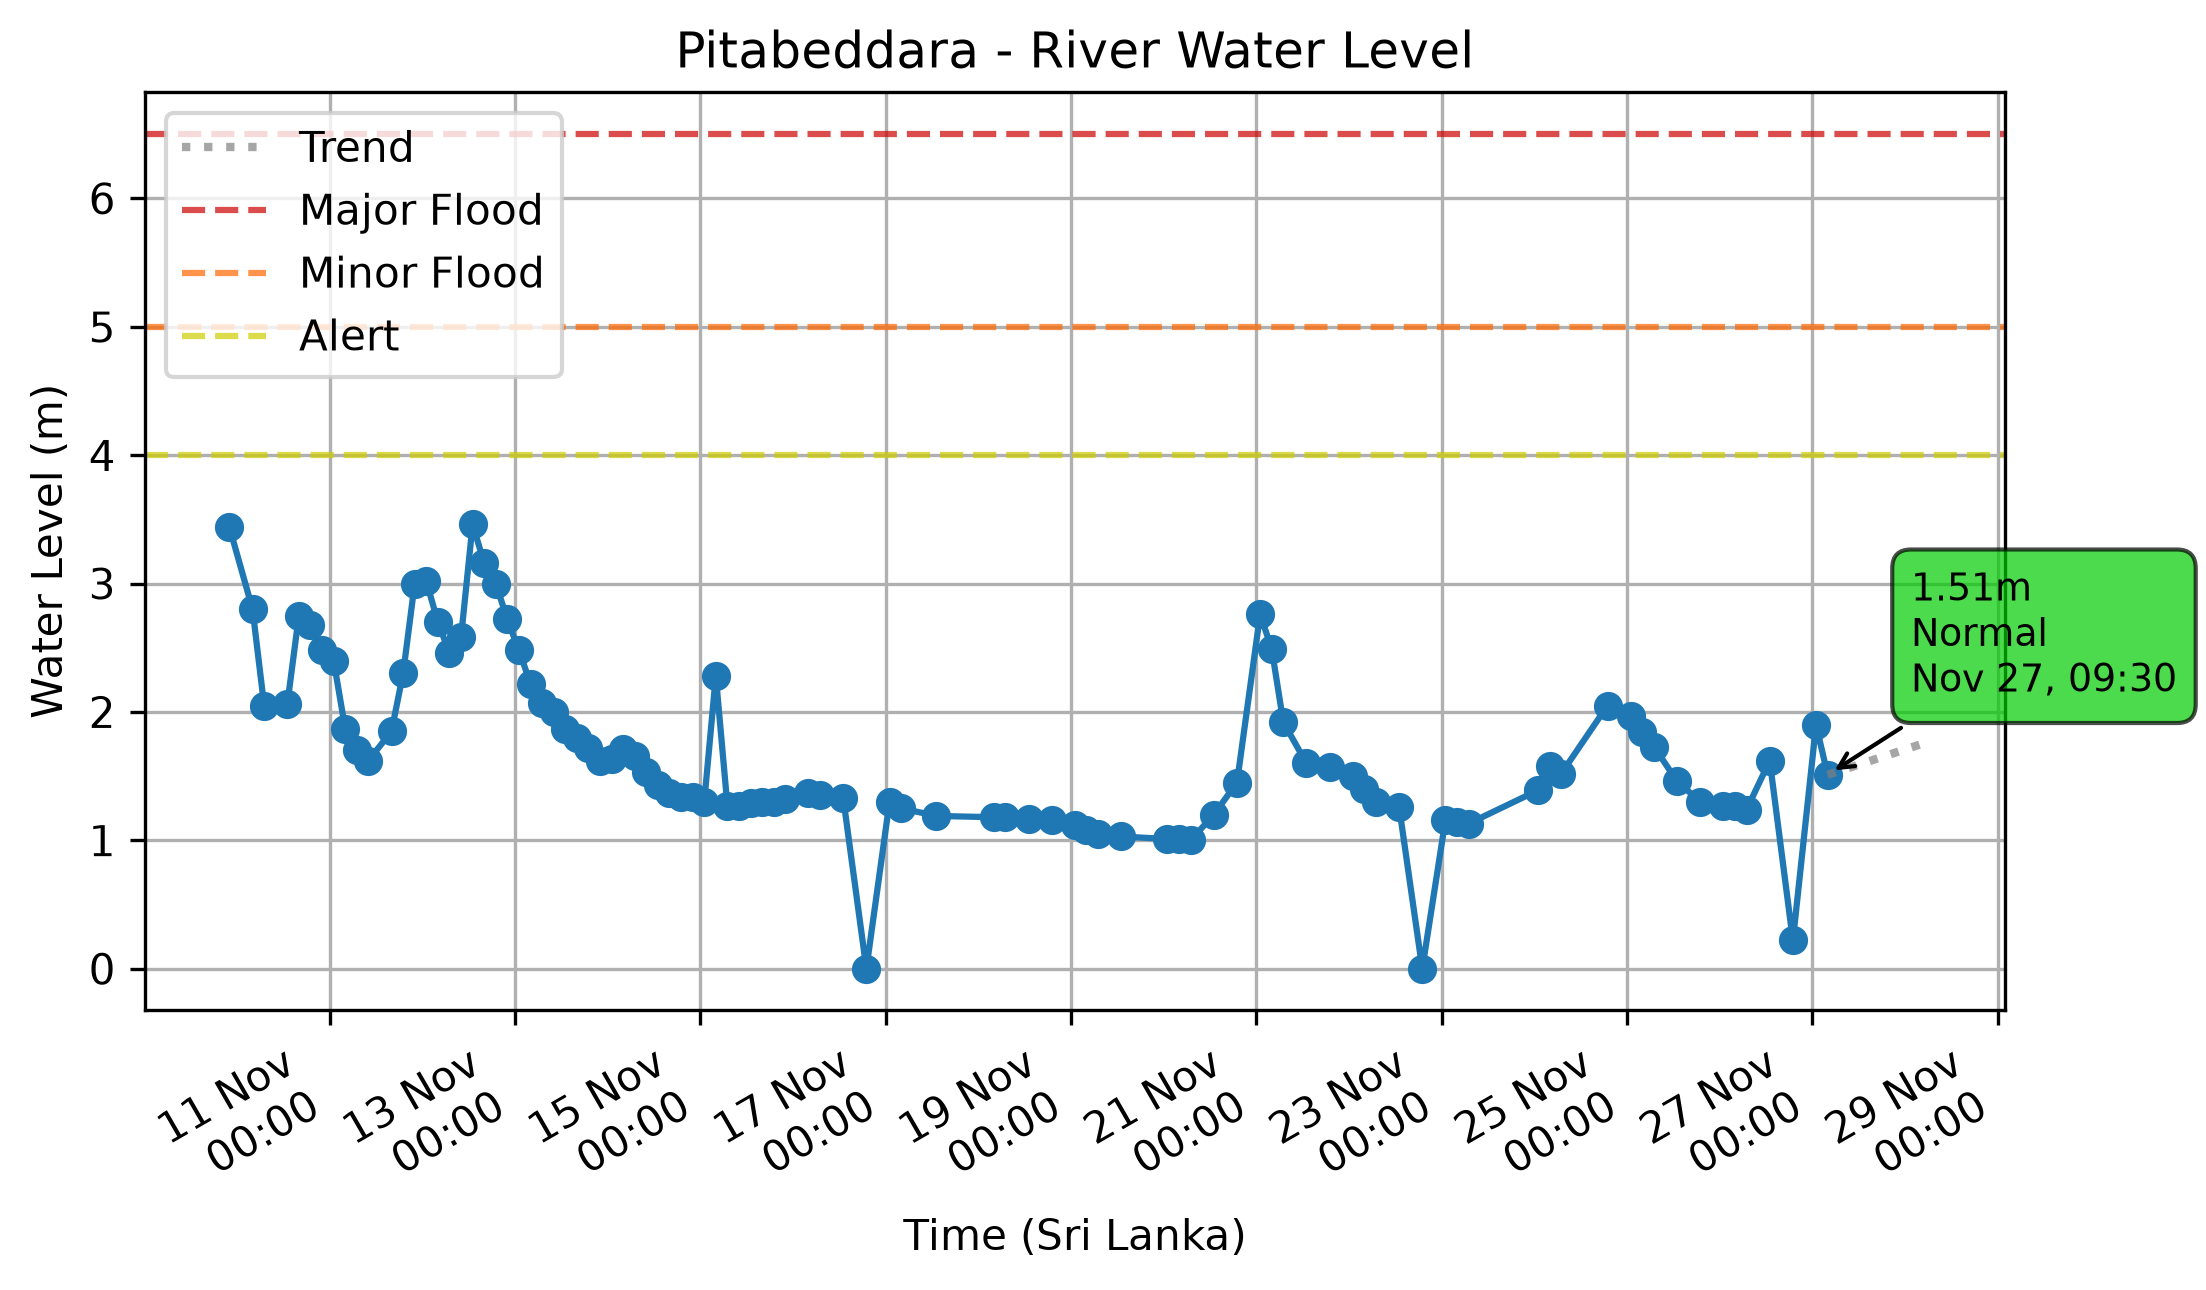 Pitabeddara - River Water Level
Trend
Major Flood
Minor Flood
Alert
Water Level (m)
6
5
4
3
2
1
0
1.51m
Normal
Nov 27, 09:30
11 Nov
00:00
13 Nov
00:00
15 Nov
00:00
17 Nov
00:00
19 Nov
00:00
21 Nov
00:00
23 Nov
00:00
25 Nov
00:00
27 Nov
00:00
29 Nov
00:00
Time (Sri Lanka)